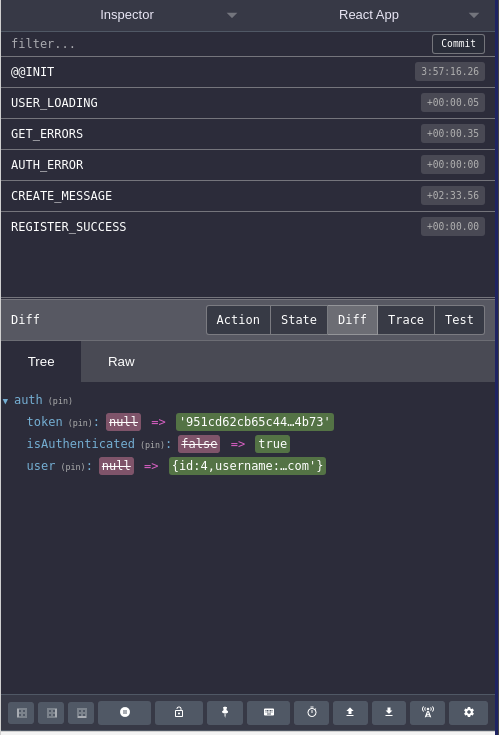 Inspector React App
filter... Commit
@@INIT 3:57:16.26
USER_LOADING +00:00.05
GET_ERRORS +00:00.35
AUTH_ERROR +00:00:00
CREATE_MESSAGE +02:33.56
REGISTER_SUCCESS +00:00.00
Diff Action State Diff Trace Test
Tree Raw
auth (pin)
token (pin): null => '951cd62cb65c44…4b73'
isAuthenticated (pin): false => true
user (pin): null => {id:4,username:…com'}